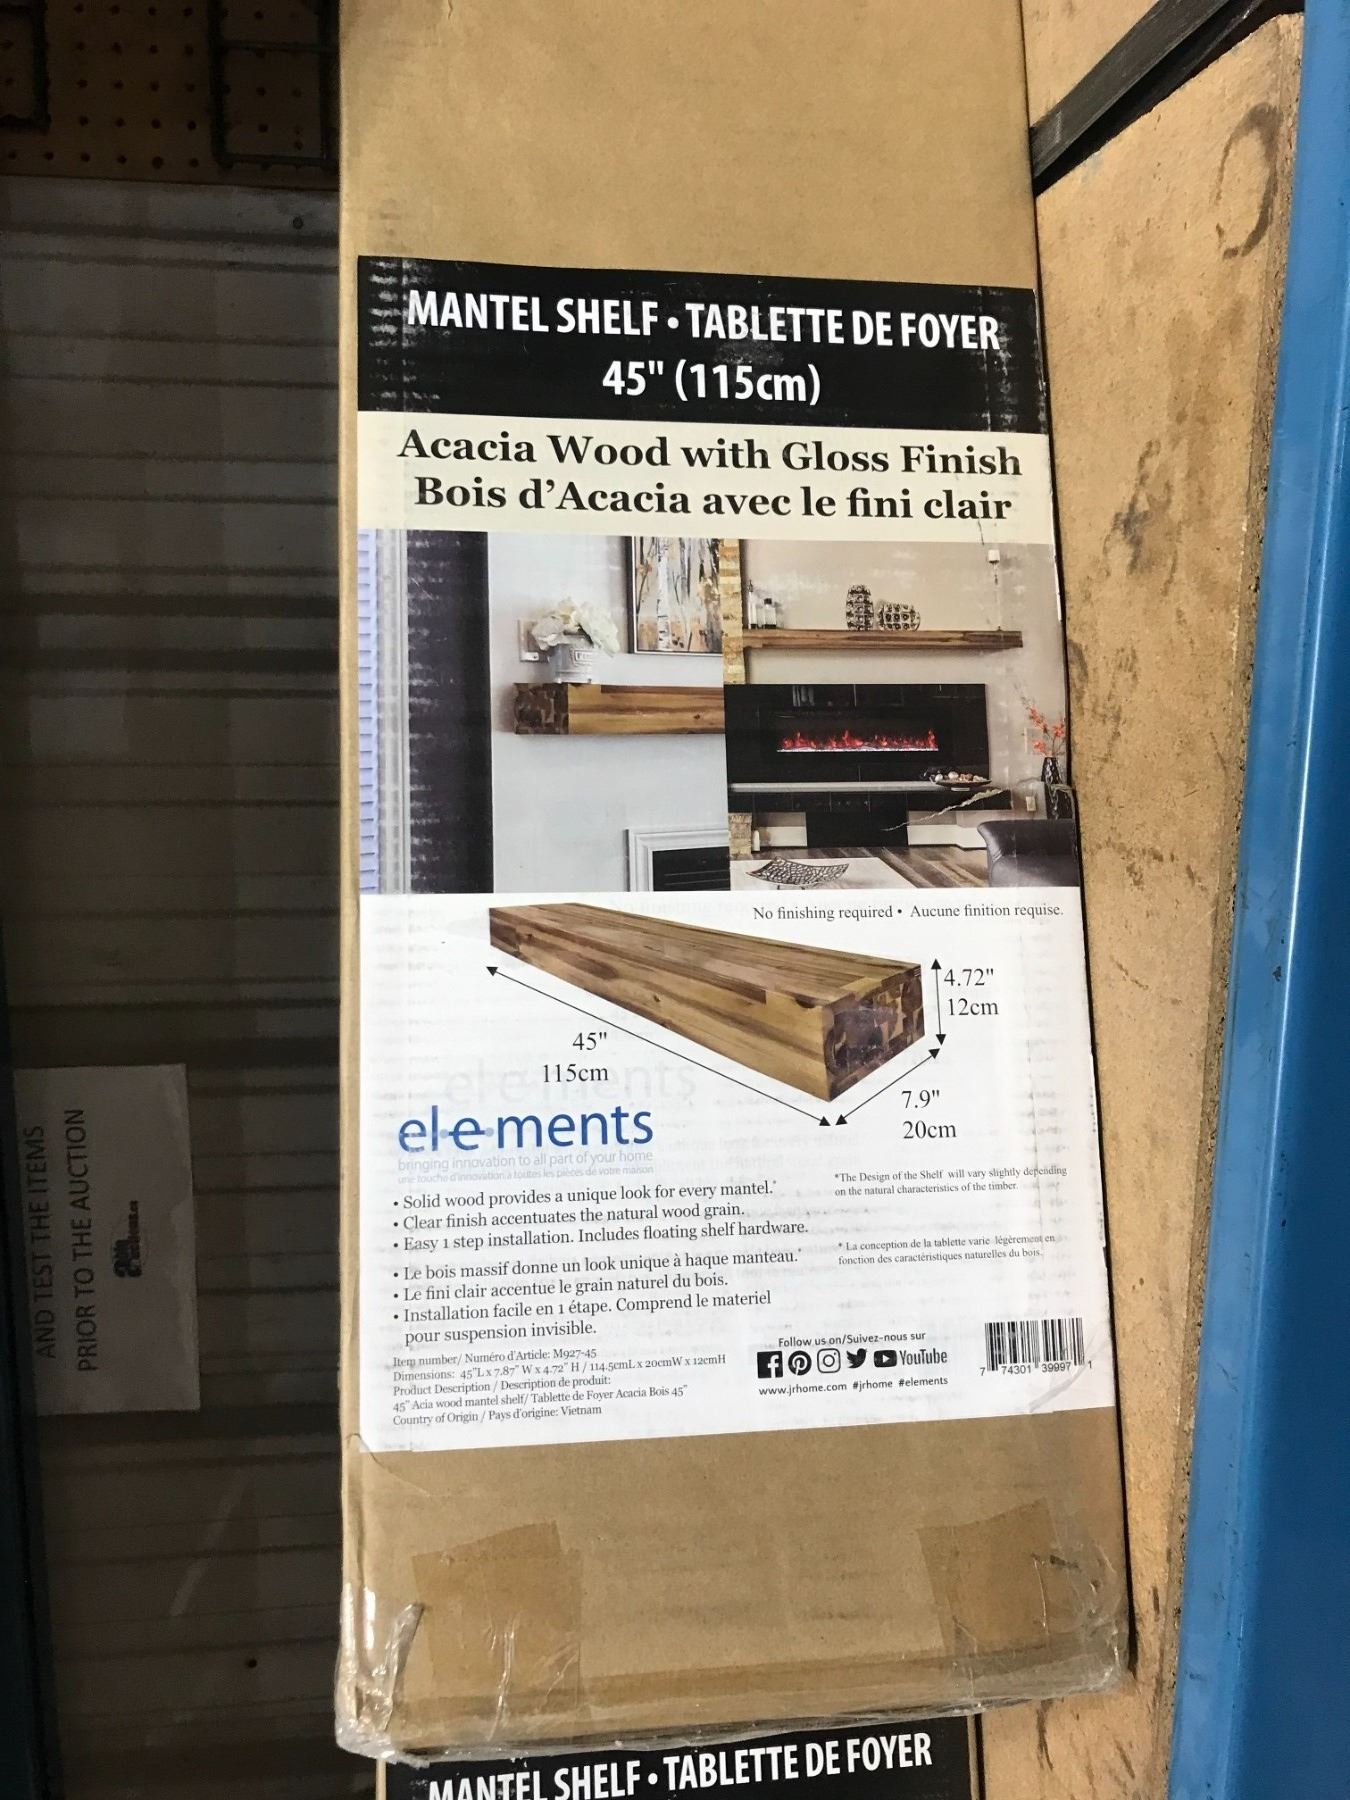 MANTEL SHELF • TABLETTE DE FOYER
45" (115cm)
Acacia Wood with Gloss Finish
Bois d'Acacia avec le fini clair
No finishing required • Aucune finition requise.
4.72"
12cm
45"
115cm
7.9"
20cm
el·e·ments
bringing innovation to all part of your home
une touche d'innovation à toutes les pièces de votre maison
• Solid wood provides a unique look for every mantel.*
• Clear finish accentuates the natural wood grain.
• Easy 1 step installation. Includes floating shelf hardware.
• Le bois massif donne un look unique à haque manteau.*
• Le fini clair accentue le grain naturel du bois.
• Installation facile en 1 étape. Comprend le materiel
pour suspension invisible.
*The Design of the Shelf will vary slightly depending
on the natural characteristics of the timber.
* La conception de la tablette varie légèrement en
fonction des caractéristiques naturelles du bois.
Item number/ Numéro d'Article: M927-45
Dimensions: 45"L x 7.87" W x 4.72" H / 114.5cmL x 20cmW x 12cmH
Product Description / Description de produit:
45" Acia wood mantel shelf/ Tablette de Foyer Acacia Bois 45"
Country of Origin / Pays d'origine: Vietnam
Follow us on/Suivez-nous sur
YouTube
www.jrhome.com #jrhome #elements
7 74301 39997 1
AND TEST THE ITEMS
PRIOR TO THE AUCTION
MANTEL SHELF • TABLETTE DE FOYER